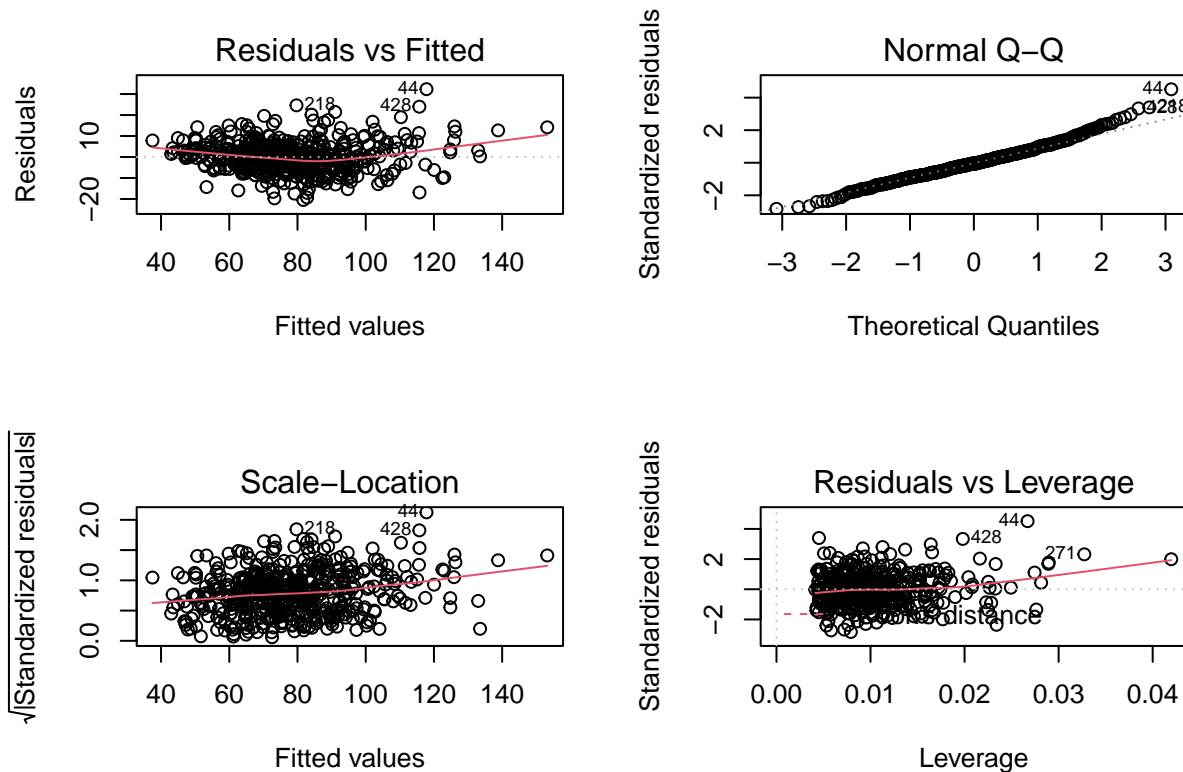 Residuals vs Fitted
Residuals
10
−20
44
218
428
40 60 80 100 120 140
Fitted values
Normal Q−Q
Standardized residuals
2
−2
44
−3 −2 −1 0 1 2 3
Theoretical Quantiles
Scale−Location
√|Standardized residuals|
2.0
1.0
0.0
44
218
428
40 60 80 100 120 140
Fitted values
Residuals vs Leverage
Standardized residuals
2
−2
44
428
271
distance
0.00 0.01 0.02 0.03 0.04
Leverage